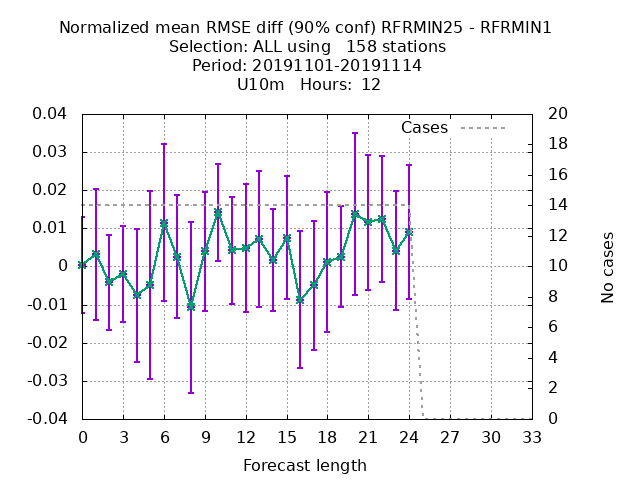 Normalized mean RMSE diff (90% conf) RFRMIN25 - RFRMIN1
Selection: ALL using   158 stations
Period: 20191101-20191114
U10m   Hours:  12
Cases
0.04
0.03
0.02
0.01
0
-0.01
-0.02
-0.03
-0.04
20
18
16
14
12
10
8
6
4
2
0
No cases
0 3 6 9 12 15 18 21 24 27 30 33
Forecast length